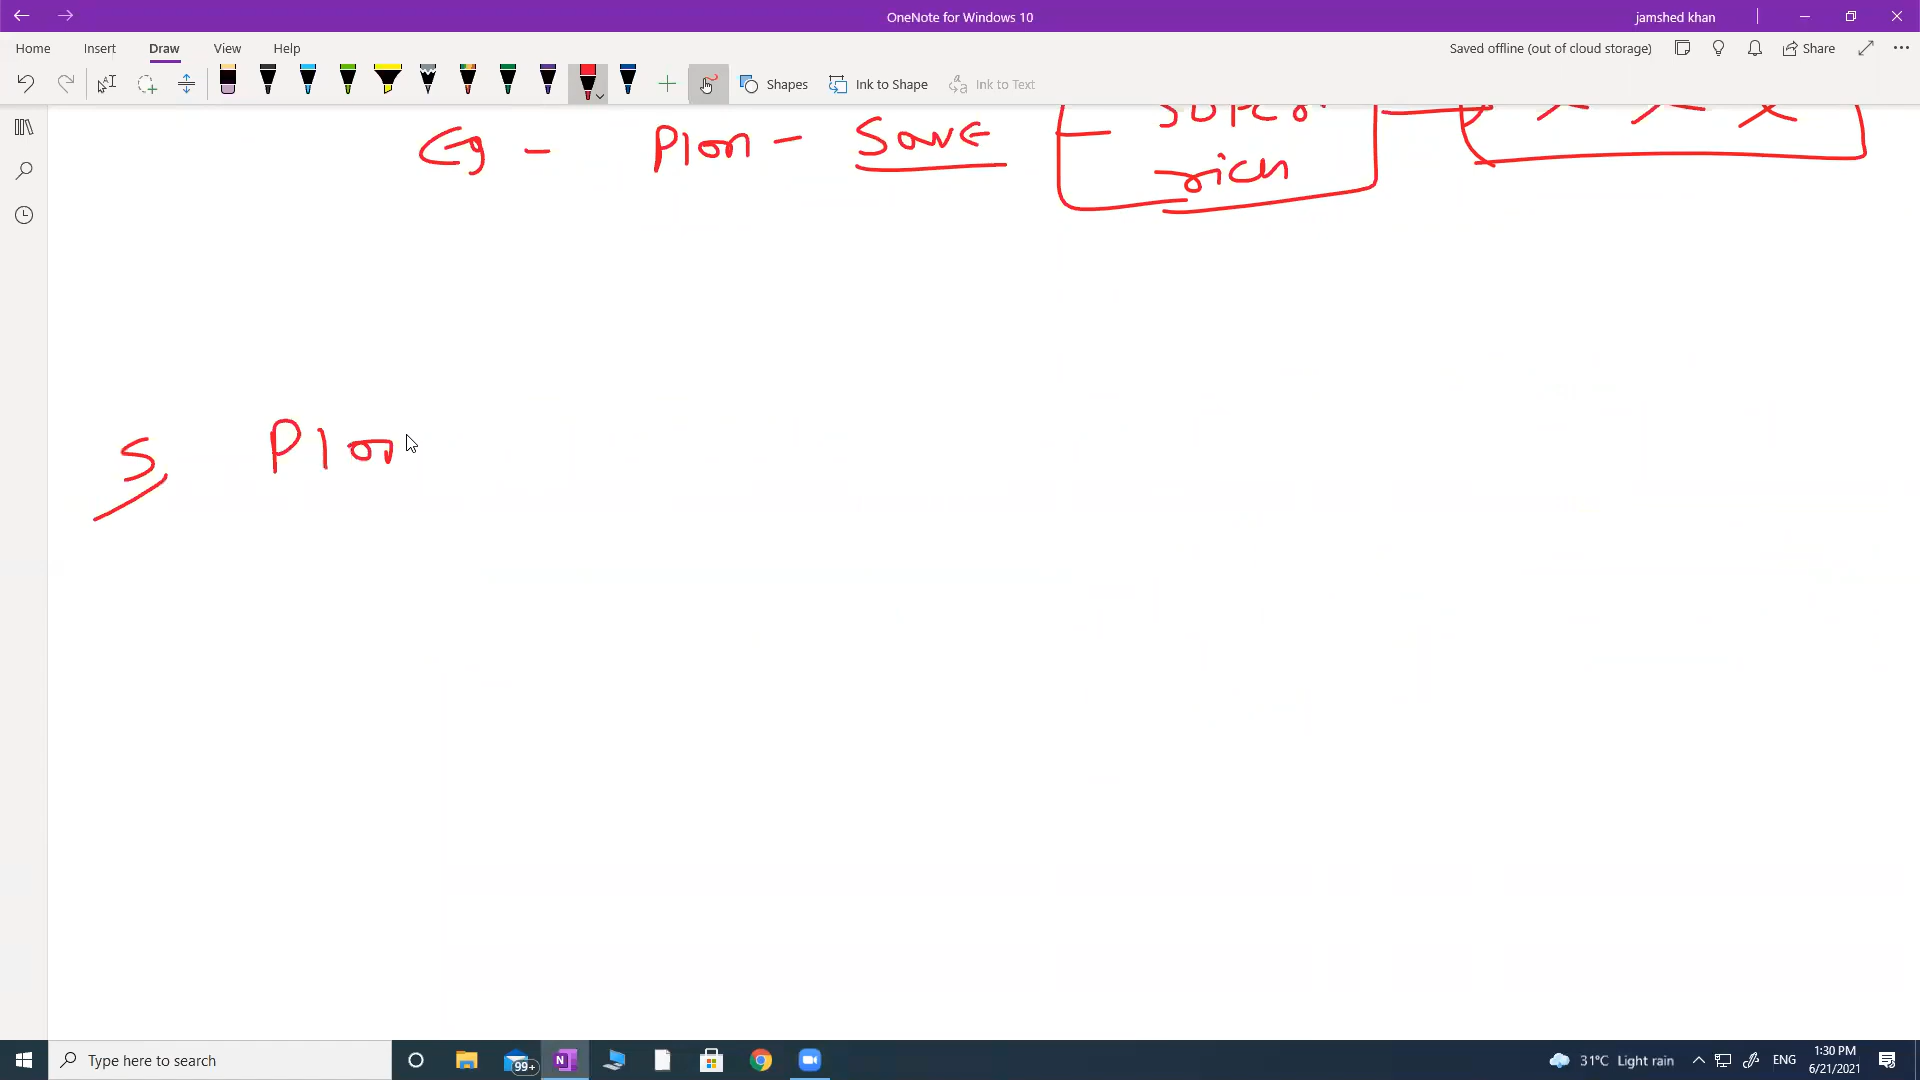 OneNote for Windows 10
jamshed khan
Home Insert Draw View Help
Saved offline (out of cloud storage)
Share
Shapes
Ink to Shape
Ink to Text
Eg - Plan - Save
rich
5 Plan
Type here to search
99+
31°C Light rain
ENG
1:30 PM
6/21/2021